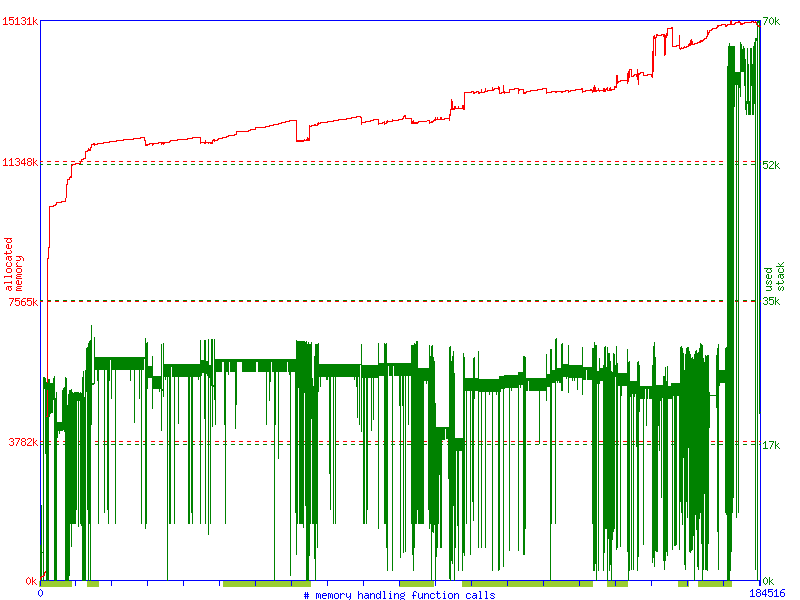 15131k
70k
11348k
52k
allocated
memory
used
stack
7565k
35k
3782k
17k
0k
0k
0
# memory handling function calls
184516